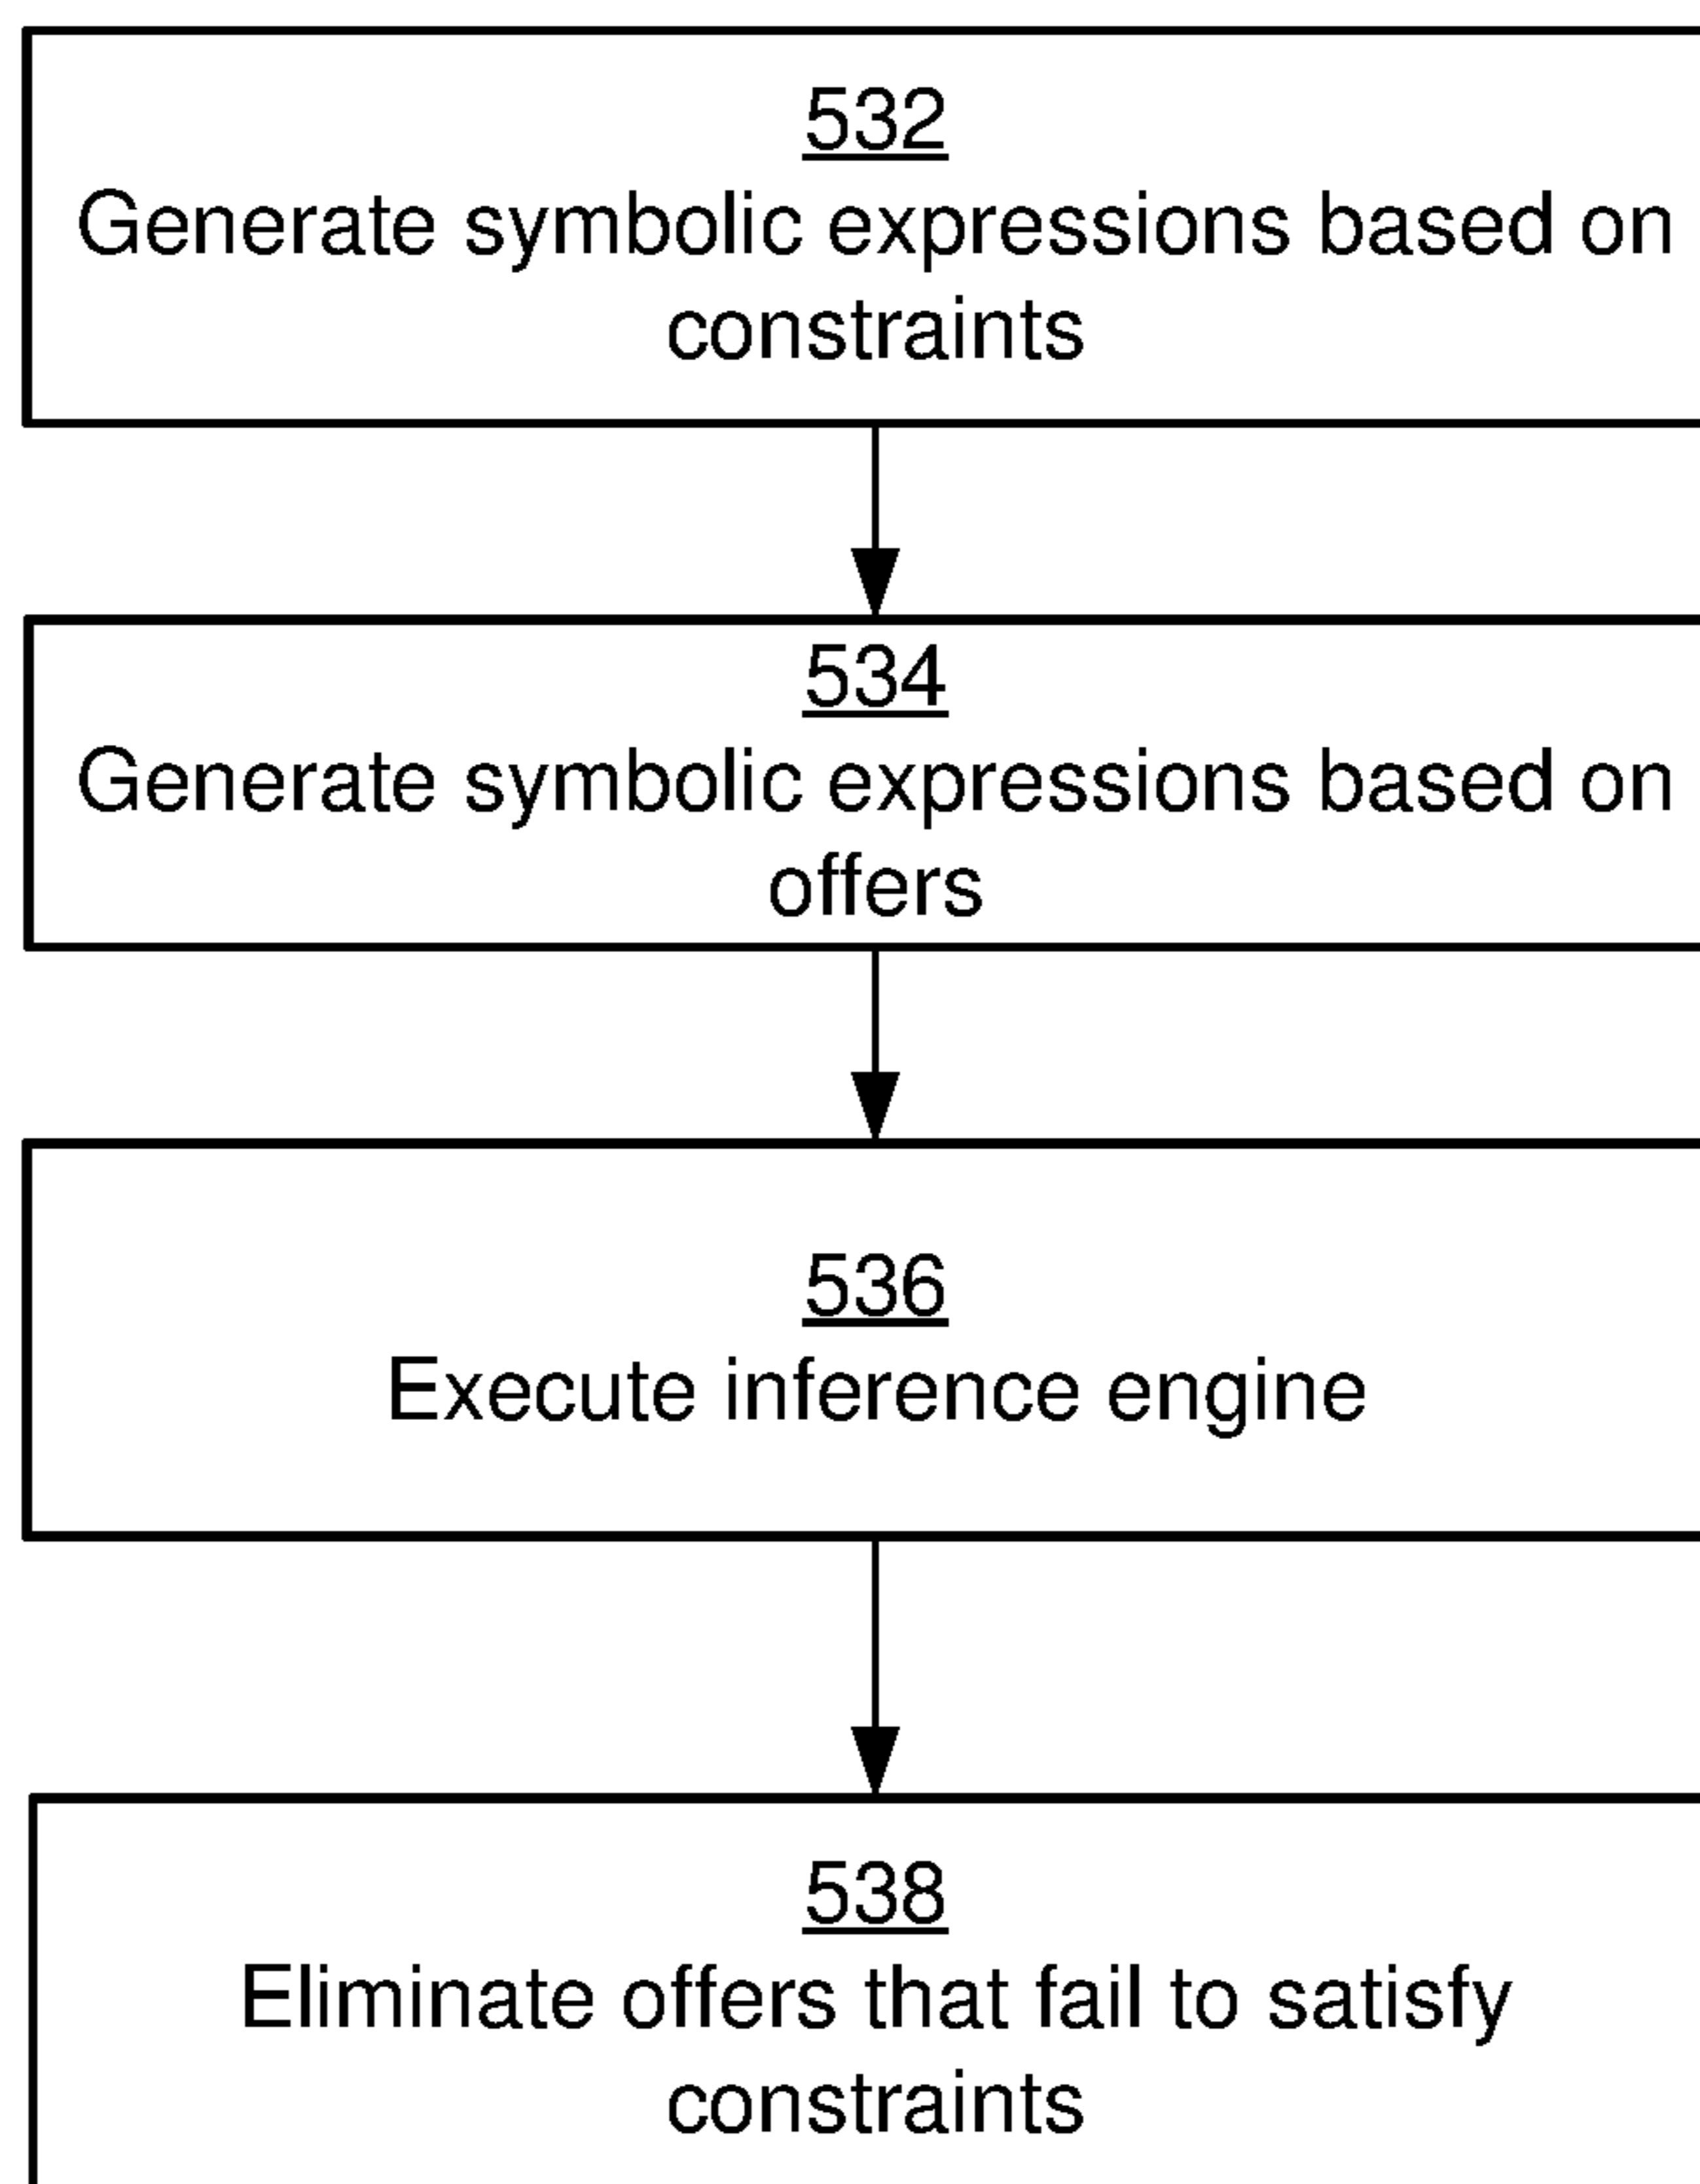 532
Generate symbolic expressions based on
constraints
534
Generate symbolic expressions based on
offers
536
Execute inference engine
538
Eliminate offers that fail to satisfy
constraints